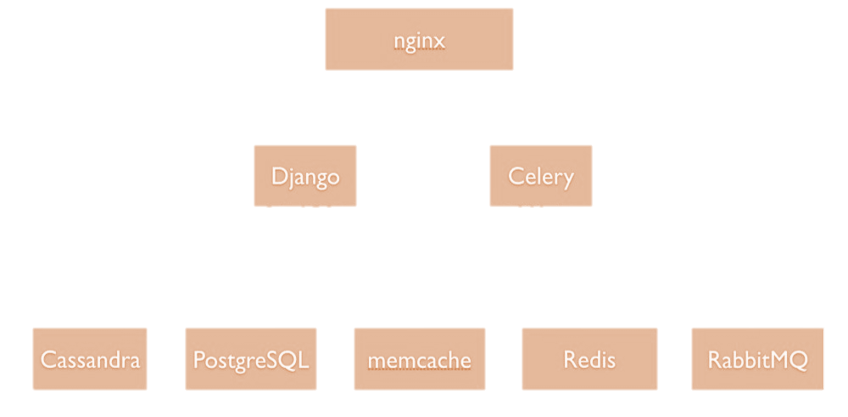 nginx
Django Celery
Cassandra PostgreSQL memcache Redis RabbitMQ